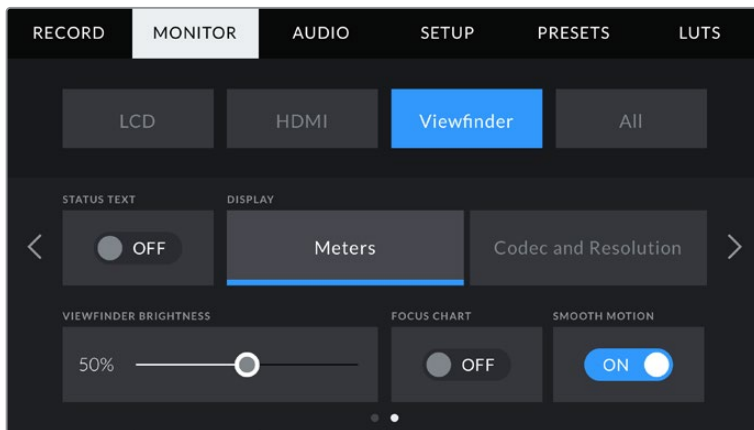 RECORD MONITOR AUDIO SETUP PRESETS LUTS
LCD HDMI Viewfinder All
STATUS TEXT DISPLAY
OFF Meters Codec and Resolution
VIEWFINDER BRIGHTNESS FOCUS CHART SMOOTH MOTION
50% OFF ON